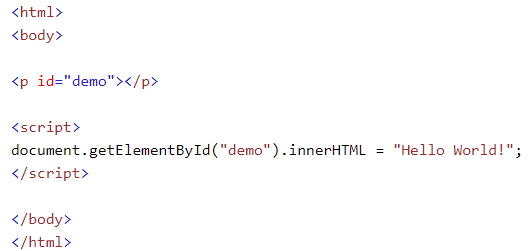 <html>
<body>
<p id="demo"></p>
<script>
document.getElementById("demo").innerHTML = "Hello World!";
</script>
</body>
</html>